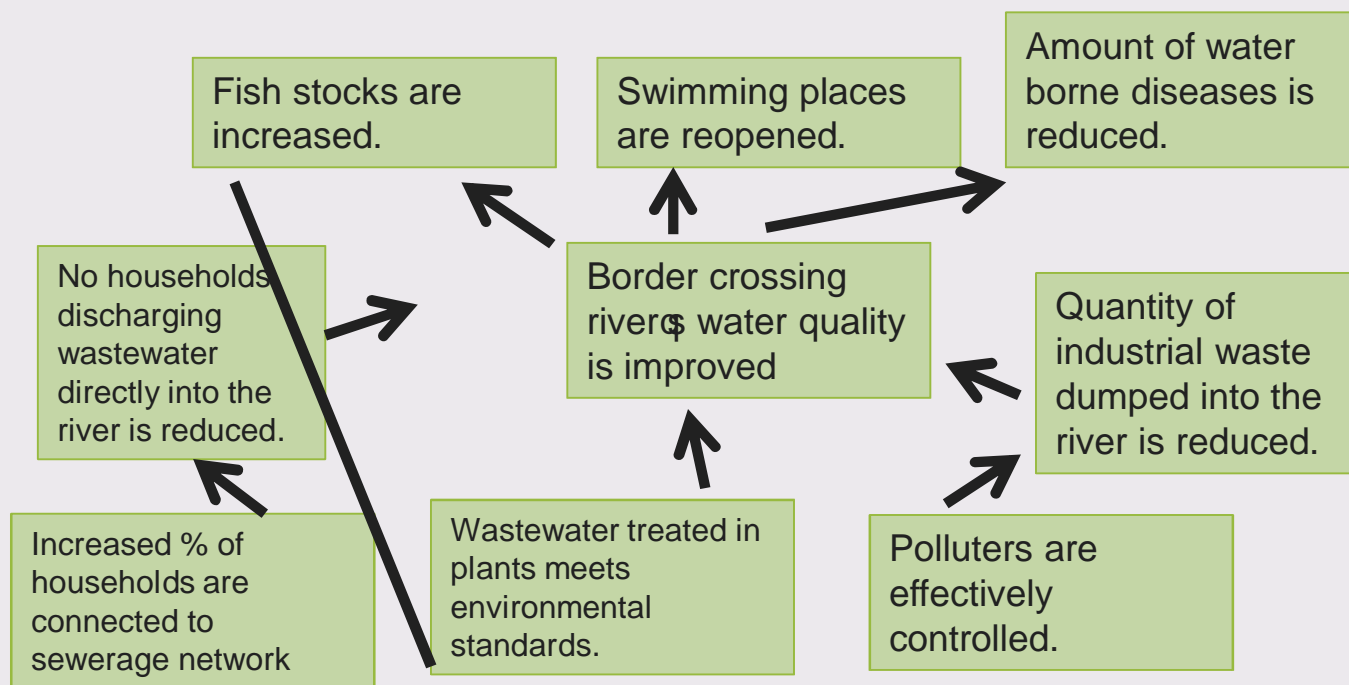 Fish stocks are
increased.
Swimming places
are reopened.
Amount of water
borne diseases is
reduced.
No households
discharging
wastewater
directly into the
river is reduced.
Border crossing
riverqs water quality
is improved
Quantity of
industrial waste
dumped into the
river is reduced.
Increased % of
households are
connected to
sewerage network
Wastewater treated in
plants meets
environmental
standards.
Polluters are
effectively
controlled.